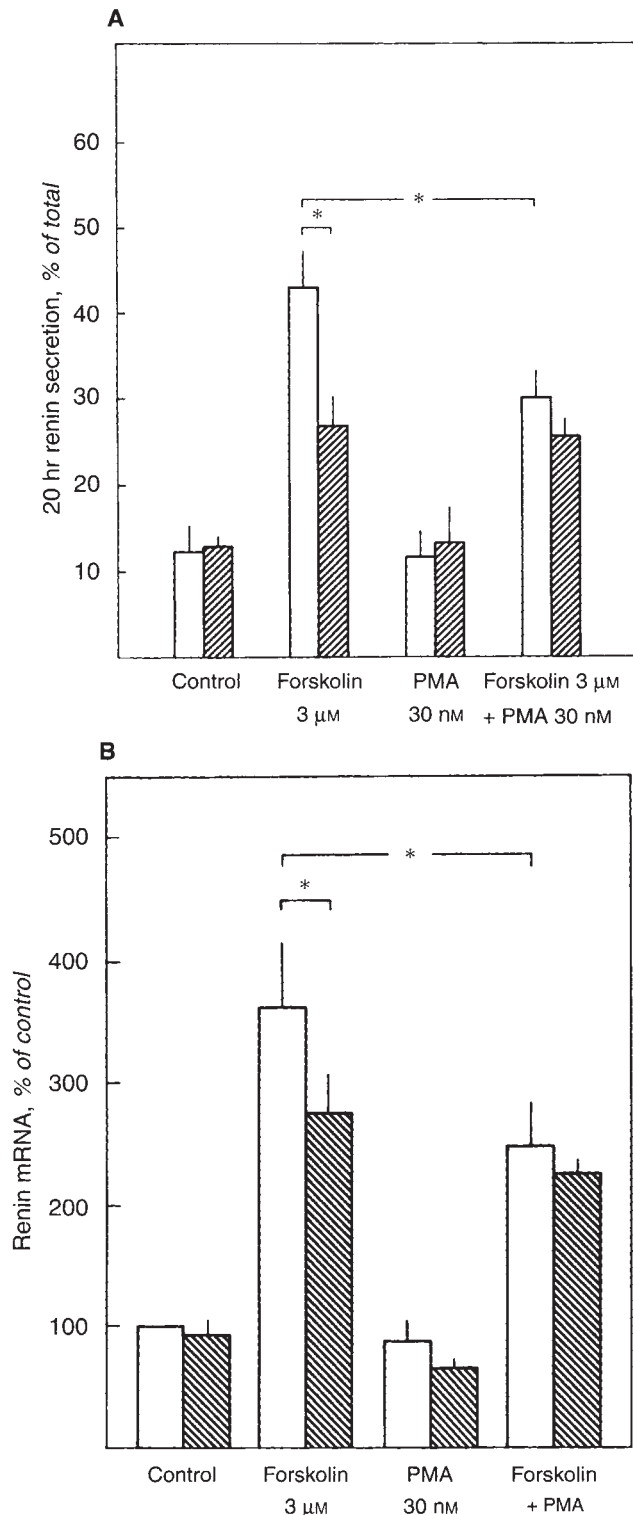 A
20 hr renin secretion, % of total
60
50
40
30
20
10
*
*
Control
Forskolin
3 µM
PMA
30 nM
Forskolin 3 µM
+ PMA 30 nM
B
Renin mRNA, % of control
500
400
300
200
100
*
*
Control
Forskolin
3 µM
PMA
30 nM
Forskolin
+ PMA